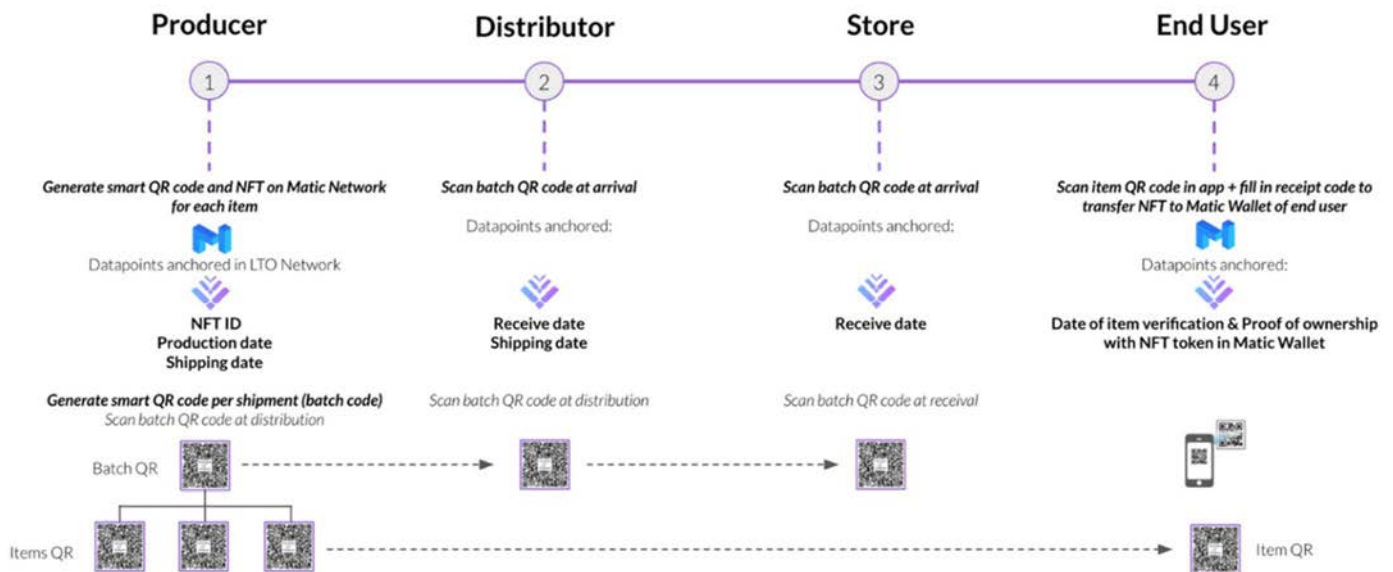 Producer
Distributor
Store
End User
1
2
3
4
Generate smart QR code and NFT on Matic Network
for each item
Datapoints anchored in LTO Network
NFT ID
Production date
Shipping date
Generate smart QR code per shipment (batch code)
Scan batch QR code at distribution
Scan batch QR code at arrival
Datapoints anchored:
Receive date
Shipping date
Scan batch QR code at distribution
Scan batch QR code at arrival
Datapoints anchored:
Receive date
Scan batch QR code at receival
Scan item QR code in app + fill in receipt code to
transfer NFT to Matic Wallet of end user
Datapoints anchored:
Date of item verification & Proof of ownership
with NFT token in Matic Wallet
Batch QR
Items QR
Item QR